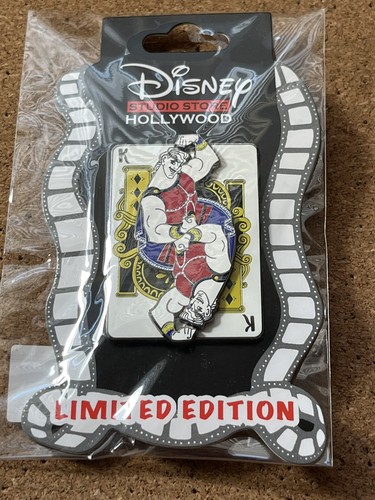 Disney
STUDIO STORE
HOLLYWOOD
K
K
LIMITED EDITION